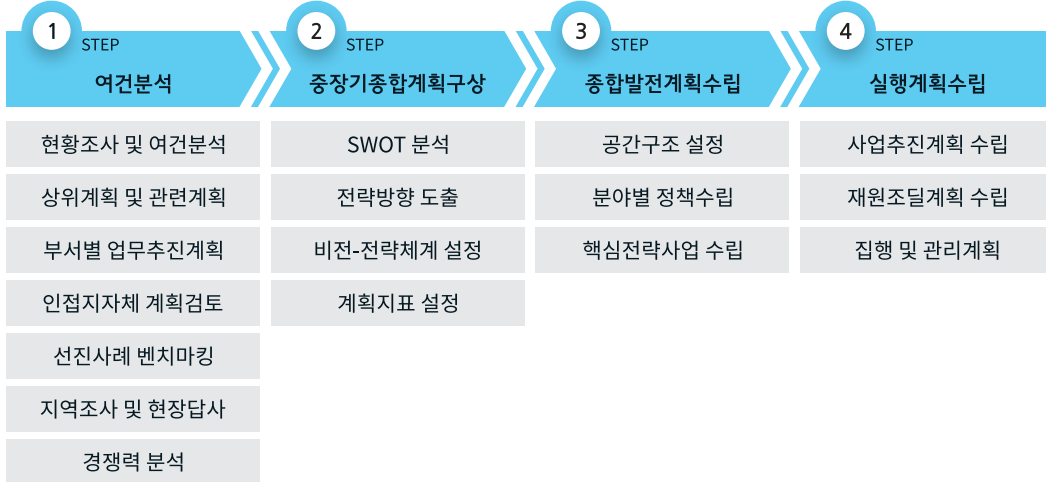 1
STEP
여건분석
현황조사 및 여건분석
상위계획 및 관련계획
부서별 업무추진계획
인접지자체 계획검토
선진사례 벤치마킹
지역조사 및 현장답사
경쟁력 분석
2
STEP
중장기종합계획구상
SWOT 분석
전략방향 도출
비전-전략체계 설정
계획지표 설정
3
STEP
종합발전계획수립
공간구조 설정
분야별 정책수립
핵심전략사업 수립
4
STEP
실행계획수립
사업추진계획 수립
재원조딜계획 수립
집행 및 관리계획